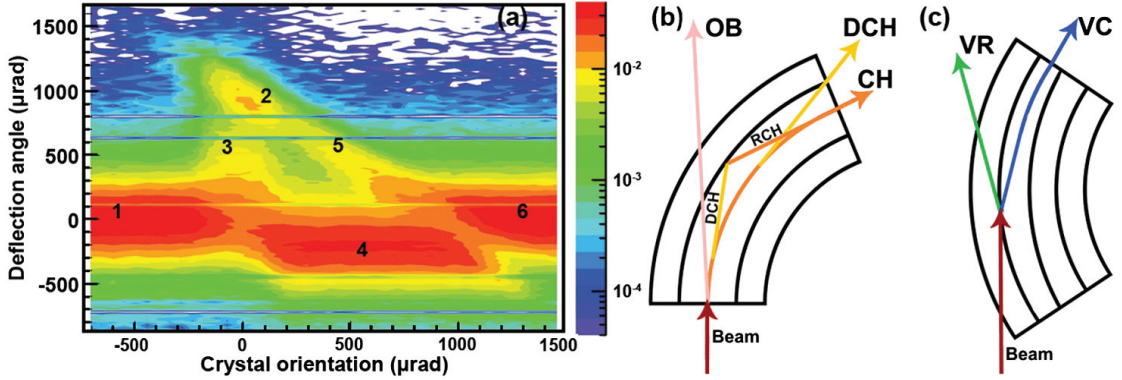 (a)
Deflection angle (μrad)
1500
1000
500
0
-500
1
2
3
4
5
6
-500
0
500
1000
1500
Crystal orientation (μrad)
10⁻²
10⁻³
10⁻⁴
(b)
OB
DCH
CH
RCH
DCH
Beam
(c)
VR
VC
Beam